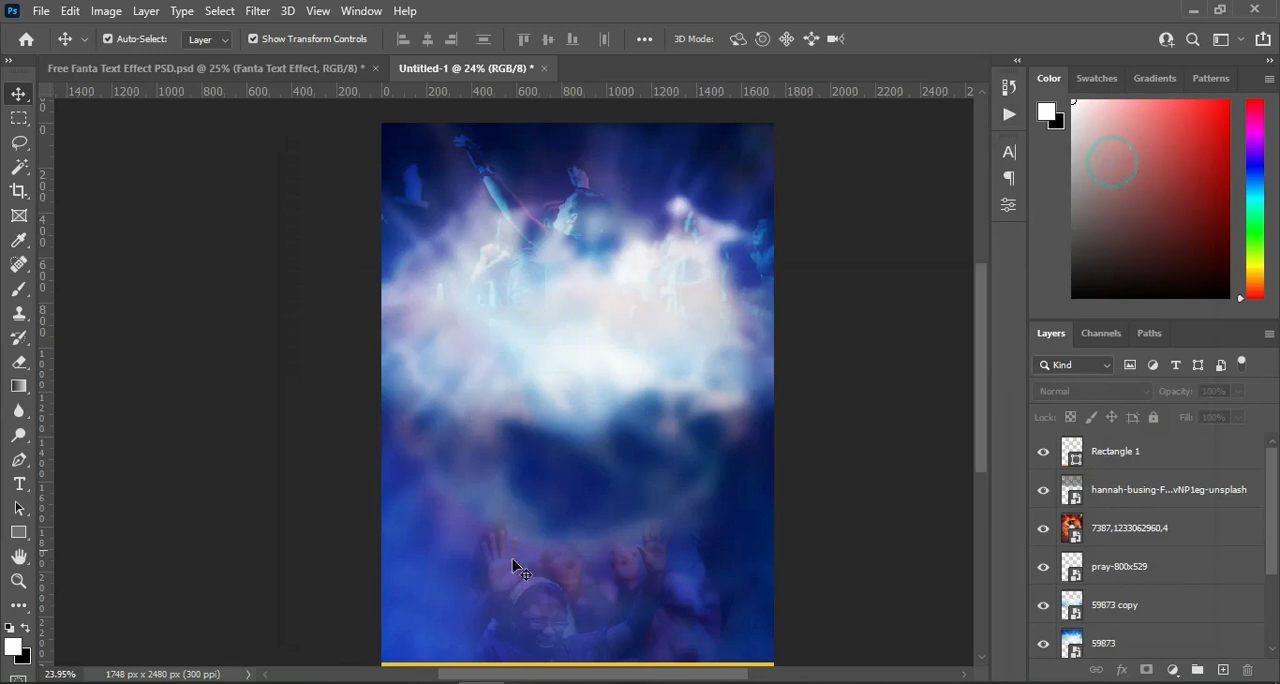 Ps File Edit Image Layer Type Select Filter 3D View Window Help
Auto-Select: Layer Show Transform Controls 3D Mode:
Free Fanta Text Effect PSD.psd @ 25% (Fanta Text Effect, RGB/8) * × Untitled-1 @ 24% (RGB/8) * ×
1400 1200 1000 800 600 400 200 0 200 400 600 800 1000 1200 1400 1600 1800 2000 2200 2400 2
Color Swatches Gradients Patterns
Layers Channels Paths
Kind
Normal Opacity: 100%
Lock: Fill: 100%
Rectangle 1
hannah-busing-F...vNP1eg-unsplash
7387,1233062960,4
pray-800x529
59873 copy
59873
23.95% 1748 px x 2480 px (300 ppi)